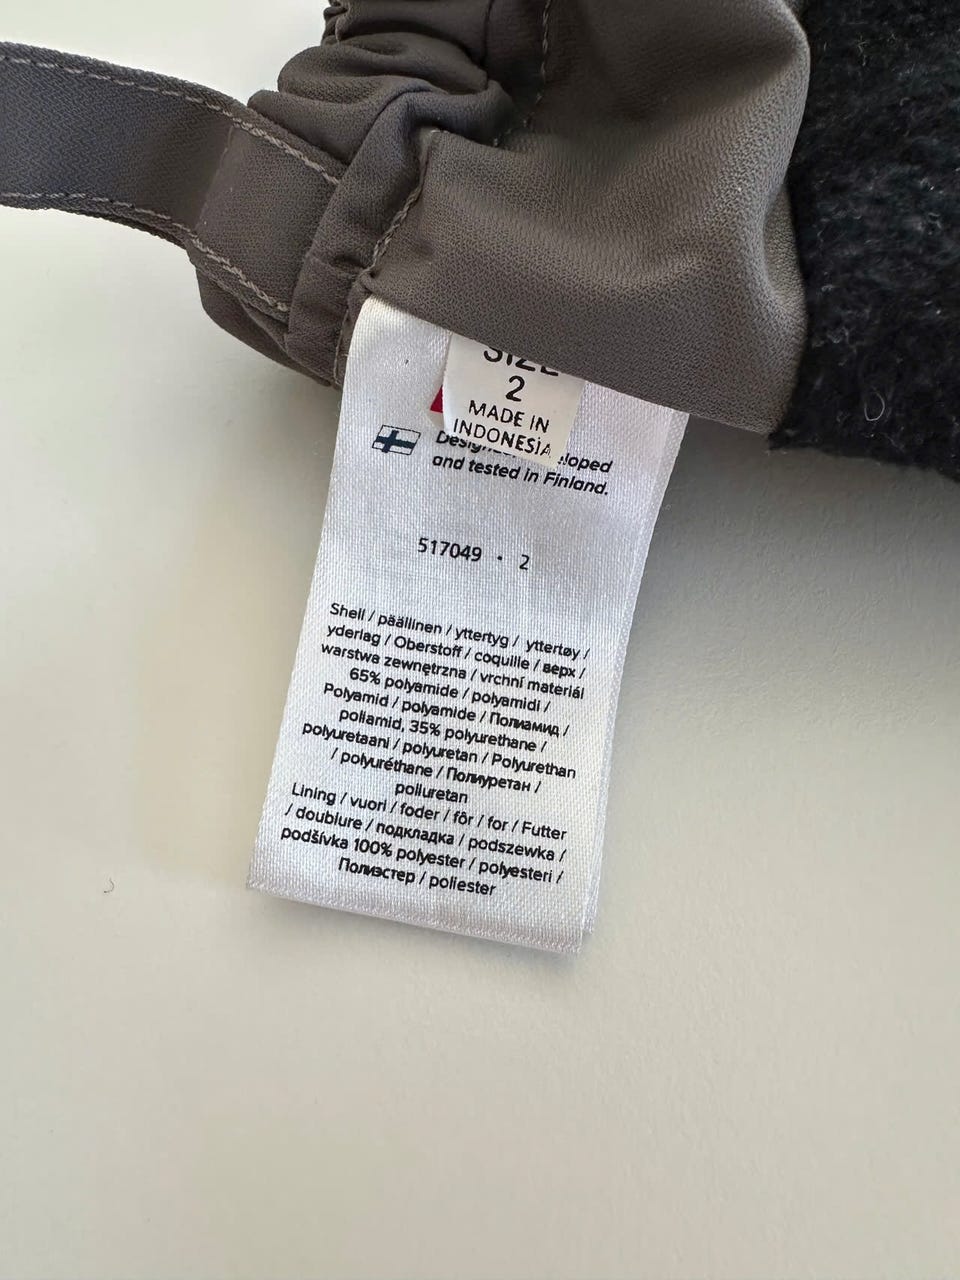 SIZE
2
MADE IN
INDONESIA
and tested in Finland.
517049 · 2
Shell / päällinen / yttertyg / yttertøy /
yderlag / Oberstoff / coquille / верх /
warstwa zewnętrzna / vrchní materiál
65% polyamide / polyamidi /
Polyamid / polyamide / Полиамид /
poliamid, 35% polyurethane /
polyuretaani / polyuretan / Polyurethan
/ polyuréthane / Полиуретан /
poliuretan
Lining / vuori / foder / fôr / for / Futter
/ doublure / подкладка / podszewka /
podšívka 100% polyester / polyesteri /
Полиэстер / poliester